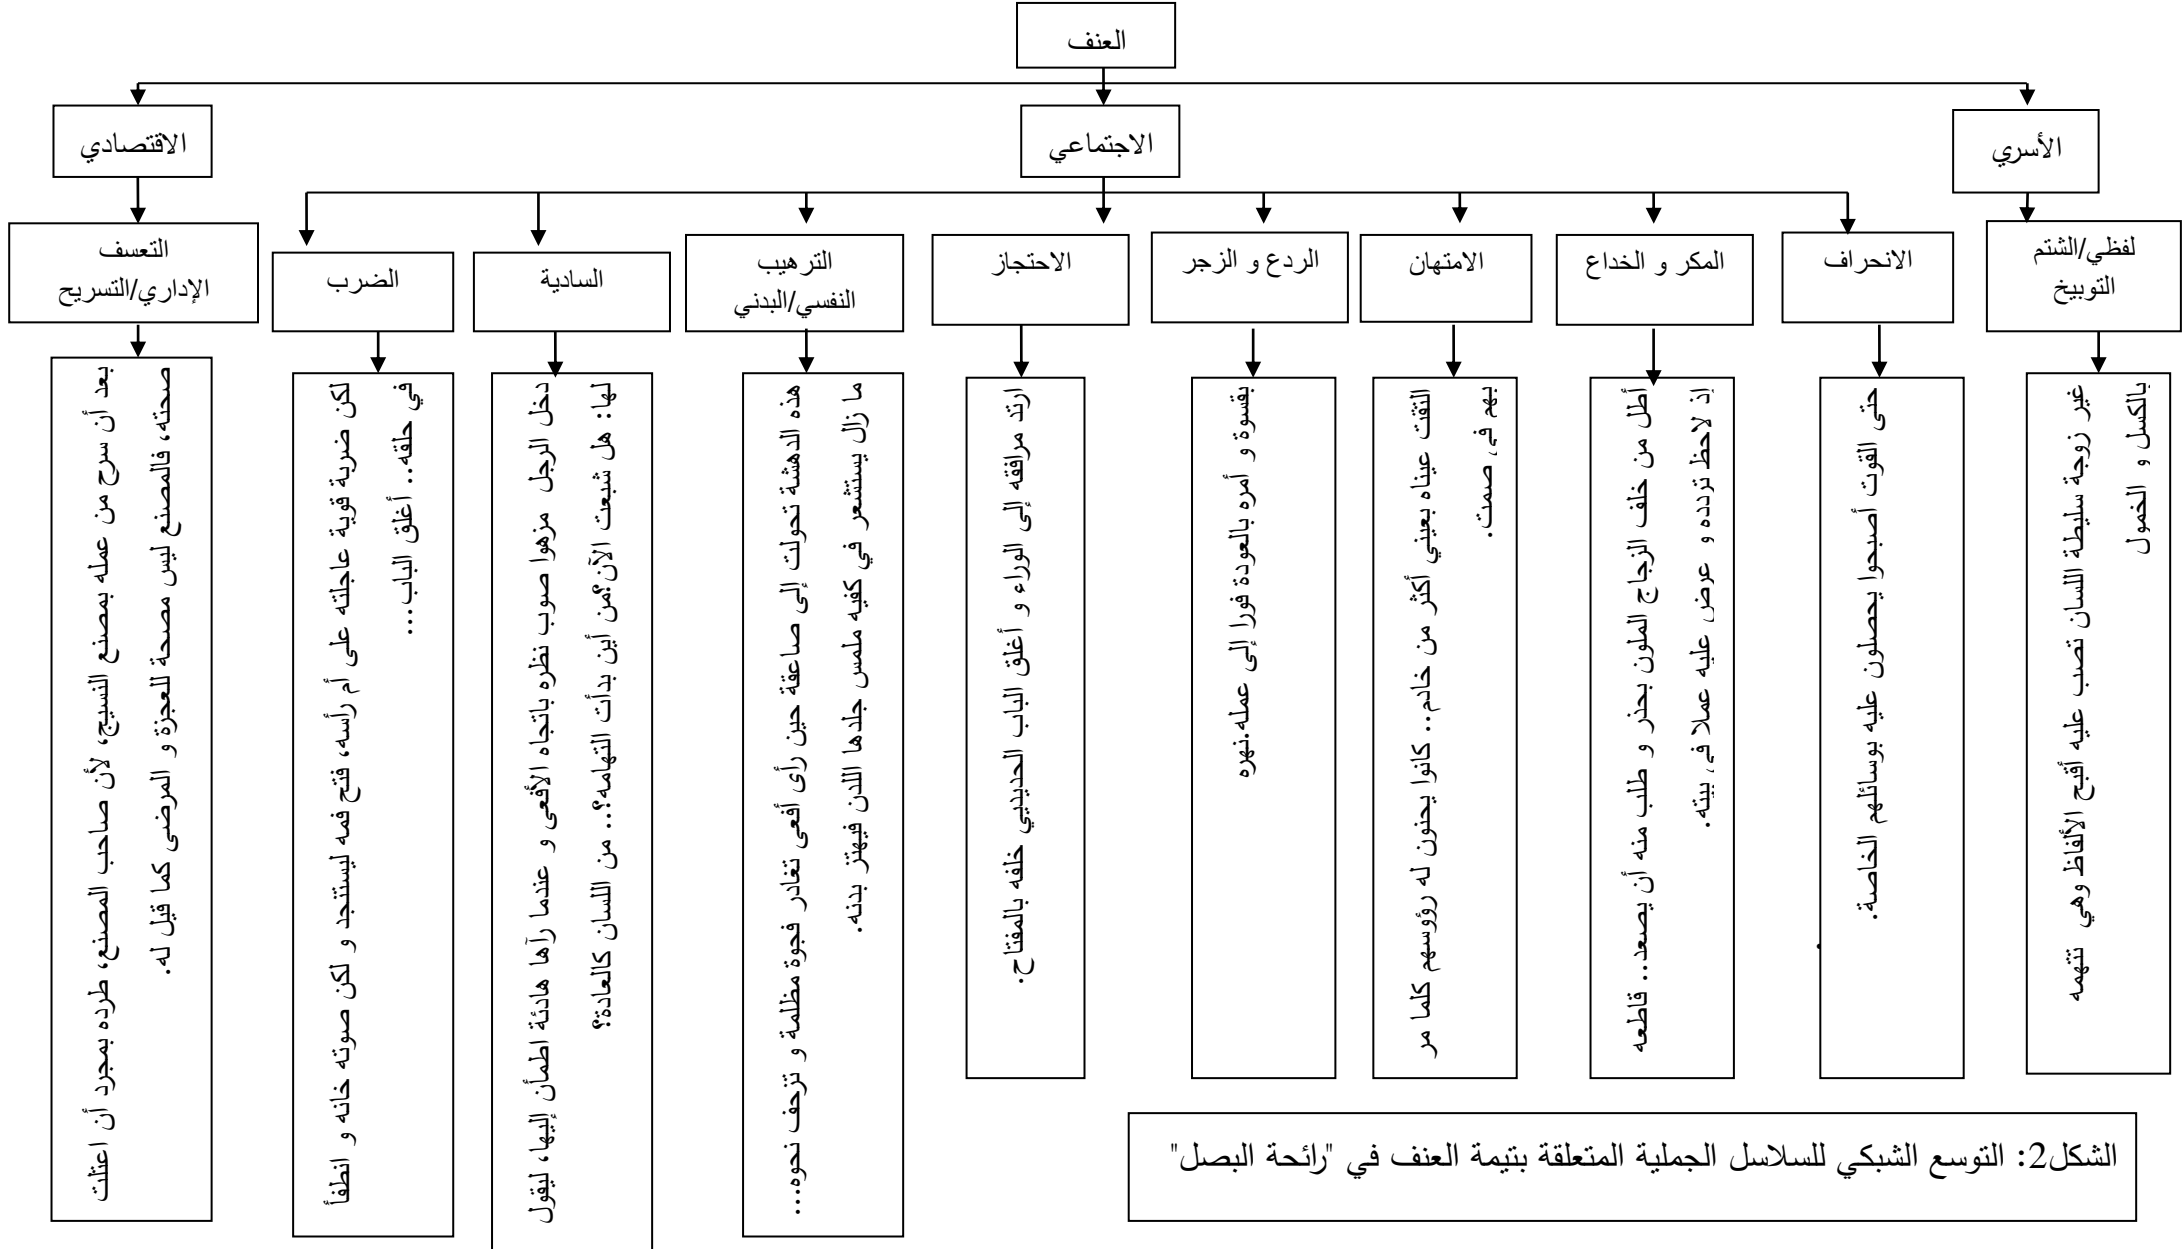 العنف
الأسري
الاجتماعي
الاقتصادي
لفظي/الشتم
التوبيخ
الانحراف
المكر و الخداع
الامتهان
الردع و الزجر
الاحتجاز
الترهيب
النفسي/البدني
السادية
الضرب
التعسف
الإداري/التسريح
غير زوجة سليطة اللسان تصب عليه أقبح الألفاظ وهي تتهمه
بالكسل و الخمول
حتى القوت أصبحوا يحصلون عليه بوسائلهم الخاصة.
.
أطل من خلف الزجاج الملون بحذر و طلب منه أن يصعد.. قاطعه
إذ لاحظ تردده و عرض عليه عملا في بيته.
التقت عيناه بعيني أكثر من خادم.. كانوا يحنون له رؤوسهم كلما مر
بهم في صمت.
بقسوة و أمره بالعودة فورا إلى عمله.نهره
ارتد مرافقه إلى الوراء و أغلق الباب الحديدي خلفه بالمفتاح.
هذه الدهشة تحولت إلى صاعقة حين رأى أفعى تغادر فجوة مظلمة و تزحف نحوه...
ما زال يستشعر في كفيه ملمس جلدها اللدن فيهتز بدنه.
دخل الرجل مزهوا صوب نظره باتجاه الأفعى و عندما رآها هادئة اطمأن إليها، ليقول
لها: هل شبعت الآن؟من أين بدأت التهامه؟.. من اللسان كالعادة؟
لكن ضربة قوية عاجلته على أم رأسه، فتح فمه ليستنجد و لكن صوته خانه و انطفأ
في حلقه.. أغلق الباب...
بعد أن سرح من عمله بمصنع النسيج، لأن صاحب المصنع، طرده بمجرد أن اعتلت
صحته، فالمصنع ليس مصحة للعجزة و المرضى كما قيل له.
الشكل2: التوسع الشبكي للسلاسل الجملية المتعلقة بتيمة العنف في "رائحة البصل"